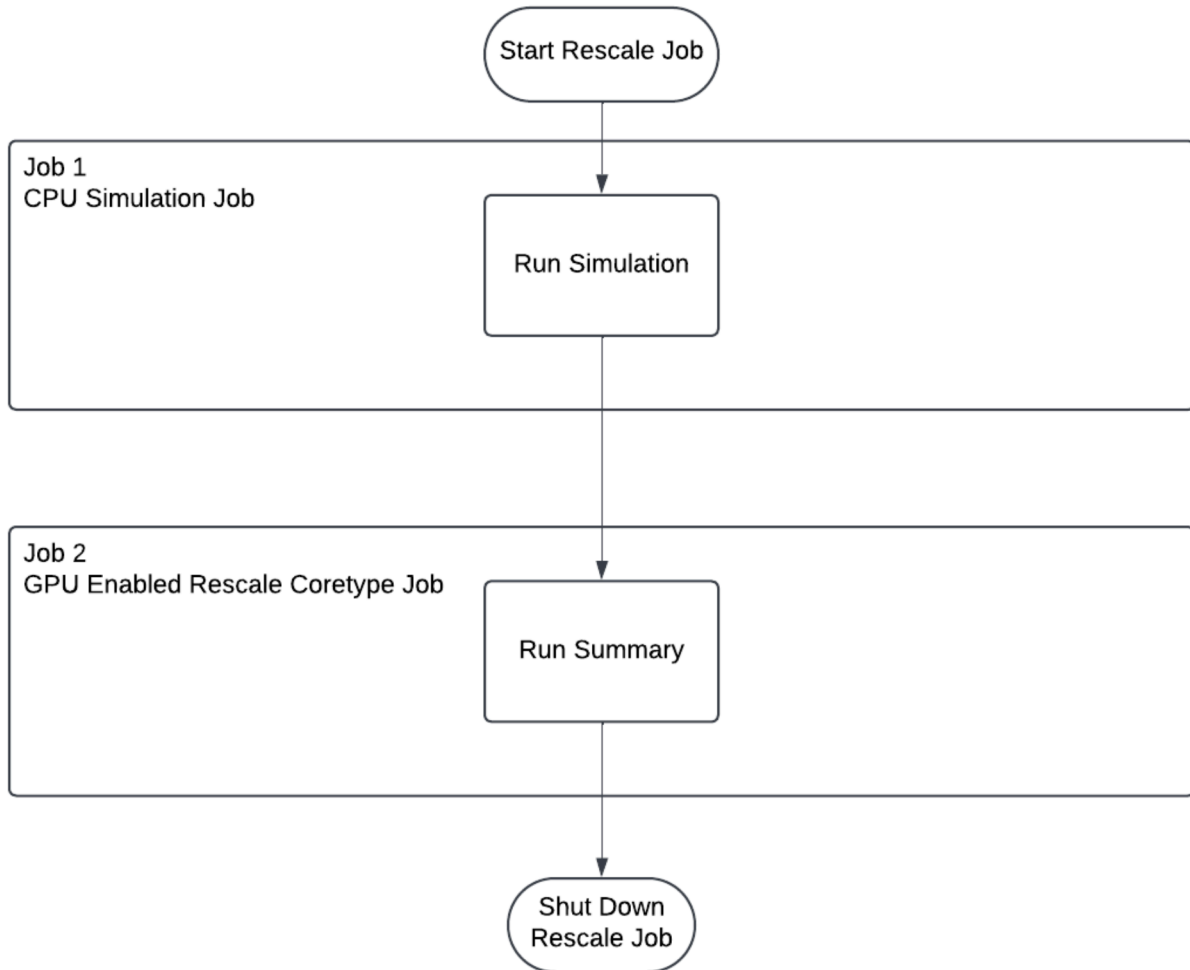 Start Rescale Job
Job 1
CPU Simulation Job
Run Simulation
Job 2
GPU Enabled Rescale Coretype Job
Run Summary
Shut Down
Rescale Job